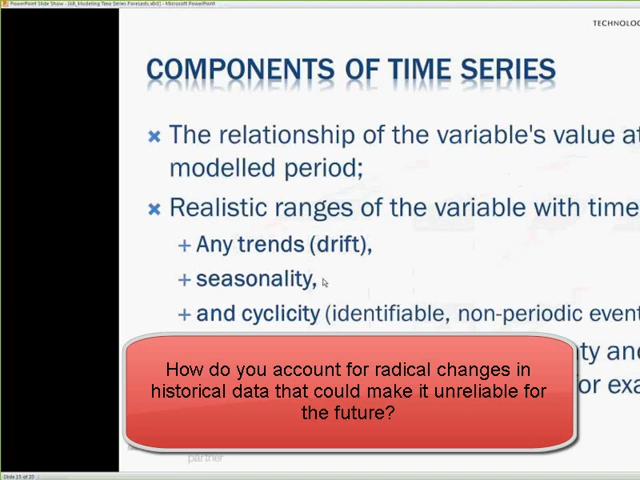 PowerPoint Slide Show - Modeling Time Series Forecasts - Microsoft PowerPoint
TECHNOLOG
COMPONENTS OF TIME SERIES
The relationship of the variable's value at
modelled period;
Realistic ranges of the variable with time
+ Any trends (drift),
+ seasonality,
+ and cyclicity (identifiable, non-periodic event
ty and
or exa
How do you account for radical changes in
historical data that could make it unreliable for
the future?
partner
Slide 15 of 20